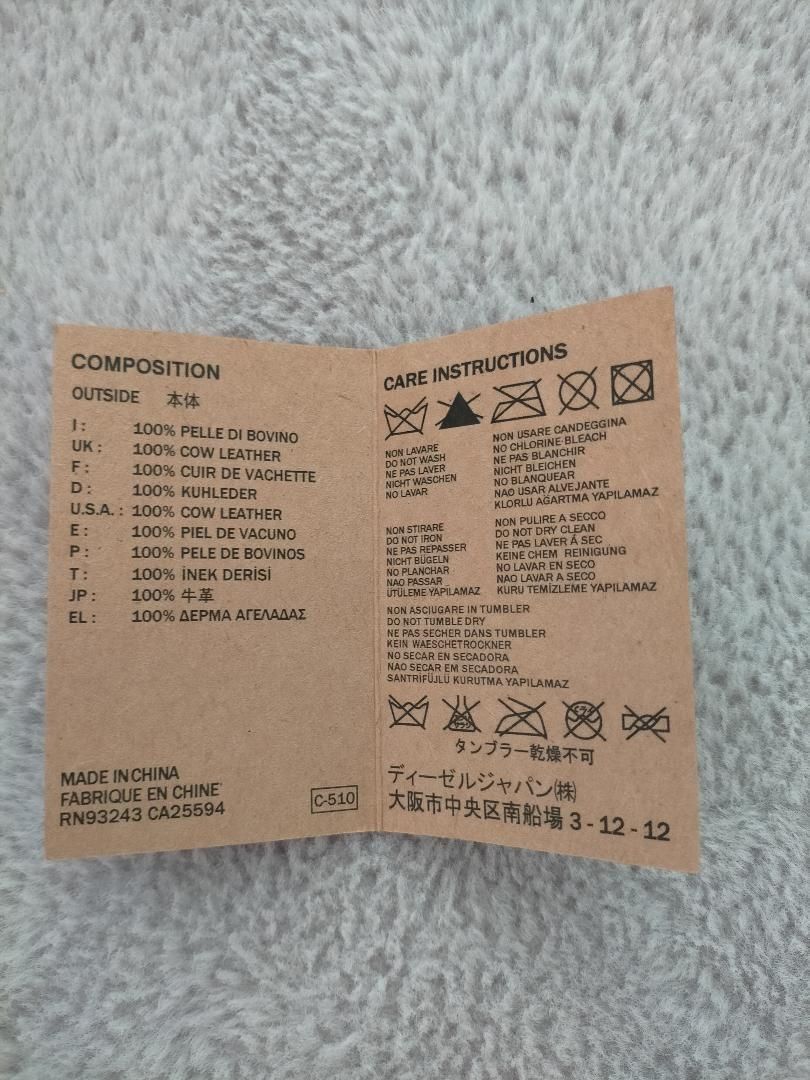 COMPOSITION
OUTSIDE 本体
I : 100% PELLE DI BOVINO
UK : 100% COW LEATHER
F : 100% CUIR DE VACHETTE
D : 100% KUHLEDER
U.S.A. : 100% COW LEATHER
E : 100% PIEL DE VACUNO
P : 100% PELE DE BOVINOS
T : 100% İNEK DERİSİ
JP : 100% 牛革
EL : 100% ΔΕΡΜΑ ΑΓΕΛΑΔΑΣ
MADE IN CHINA
FABRIQUE EN CHINE
RN93243 CA25594
C-510
CARE INSTRUCTIONS
NON LAVARE
DO NOT WASH
NE PAS LAVER
NICHT WASCHEN
NO LAVAR
NON USARE CANDEGGINA
NO CHLORINE-BLEACH
NE PAS BLANCHIR
NICHT BLEICHEN
NO BLANQUEAR
NAO USAR ALVEJANTE
KLORLU AĞARTMA YAPILAMAZ
NON STIRARE
DO NOT IRON
NE PAS REPASSER
NICHT BÜGELN
NO PLANCHAR
NAO PASSAR
ÜTÜLEME YAPILAMAZ
NON PULIRE A SECCO
DO NOT DRY CLEAN
NE PAS LAVER Á SEC
KEINE CHEM REINIGUNG
NO LAVAR EN SECO
NAO LAVAR A SECO
KURU TEMİZLEME YAPILAMAZ
NON ASCIUGARE IN TUMBLER
DO NOT TUMBLE DRY
NE PAS SECHER DANS TUMBLER
KEIN WAESCHETROCKNER
NO SECAR EN SECADORA
NAO SECAR EM SECADORA
SANTRİFÜJLÜ KURUTMA YAPILAMAZ
タンブラー乾燥不可
ディーゼルジャパン㈱
大阪市中央区南船場 3 - 12 - 12